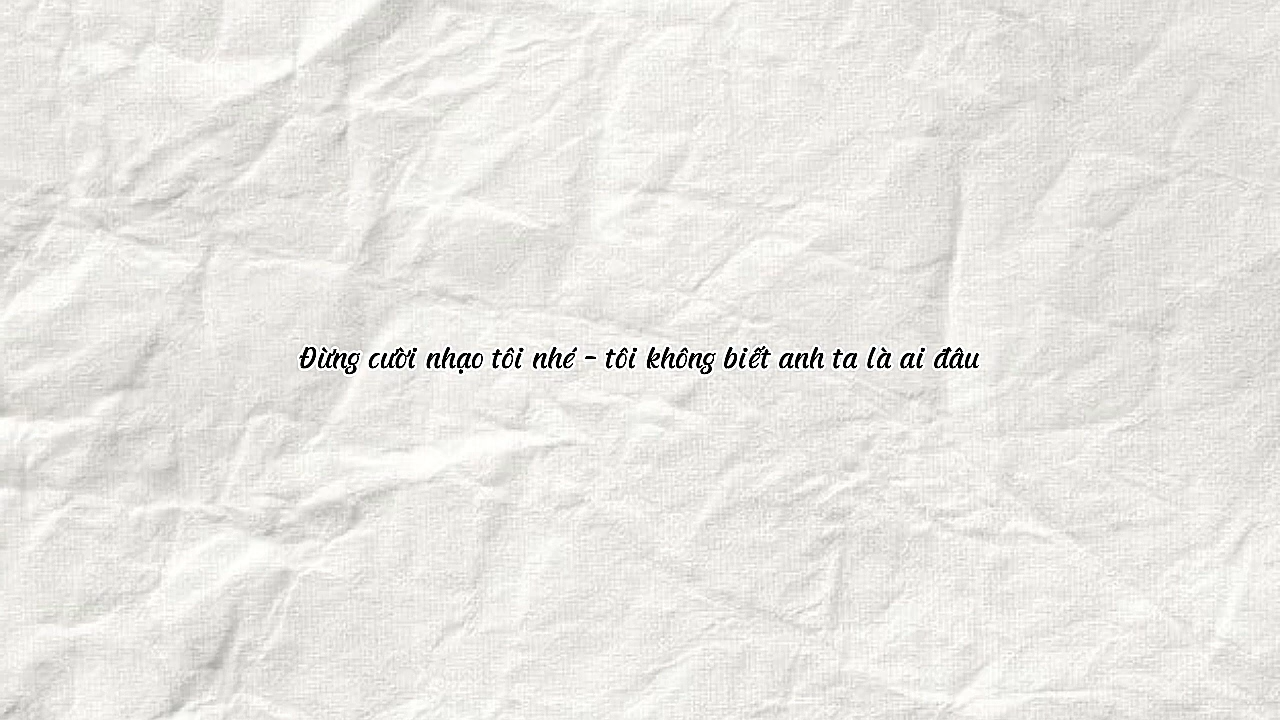 Đừng cười nhạo tôi nhé - tôi không biết anh ta là ai đâu